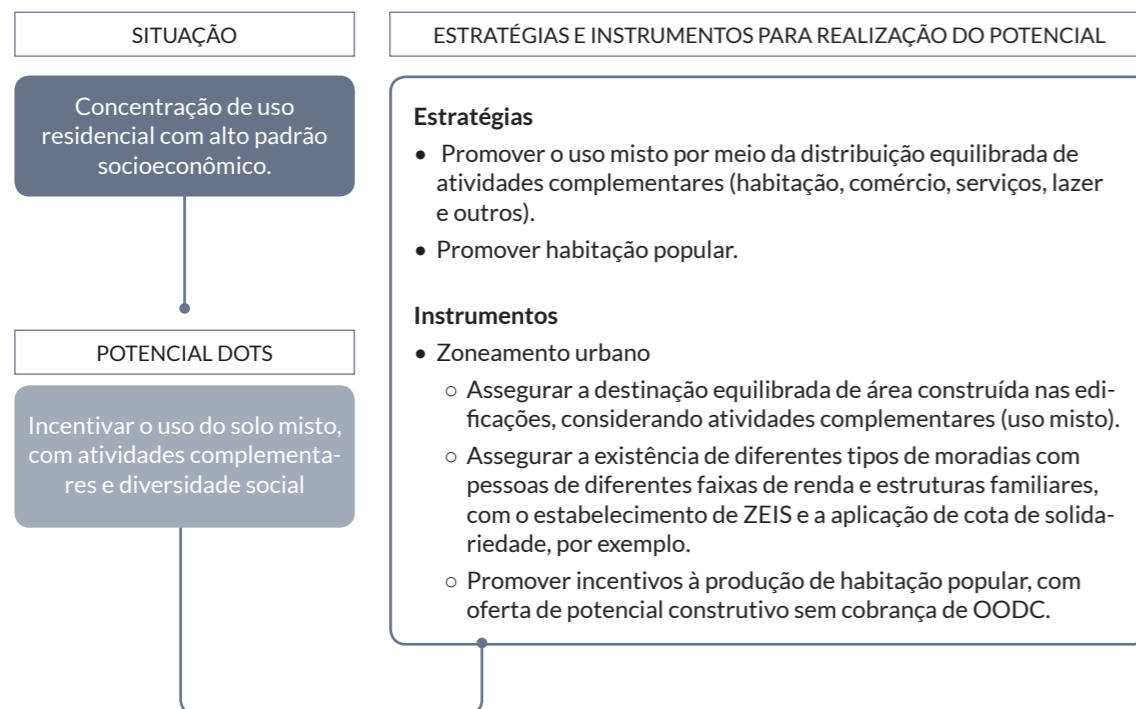 SITUAÇÃO
Concentração de uso
residencial com alto padrão
socioeconômico.
POTENCIAL DOTS
Incentivar o uso do solo misto,
com atividades complementa-
res e diversidade social
ESTRATÉGIAS E INSTRUMENTOS PARA REALIZAÇÃO DO POTENCIAL
Estratégias
• Promover o uso misto por meio da distribuição equilibrada de
atividades complementares (habitação, comércio, serviços, lazer
e outros).
• Promover habitação popular.
Instrumentos
• Zoneamento urbano
○ Assegurar a destinação equilibrada de área construída nas edi-
ficações, considerando atividades complementares (uso misto).
○ Assegurar a existência de diferentes tipos de moradias com
pessoas de diferentes faixas de renda e estruturas familiares,
com o estabelecimento de ZEIS e a aplicação de cota de solida-
riedade, por exemplo.
○ Promover incentivos à produção de habitação popular, com
oferta de potencial construtivo sem cobrança de OODC.